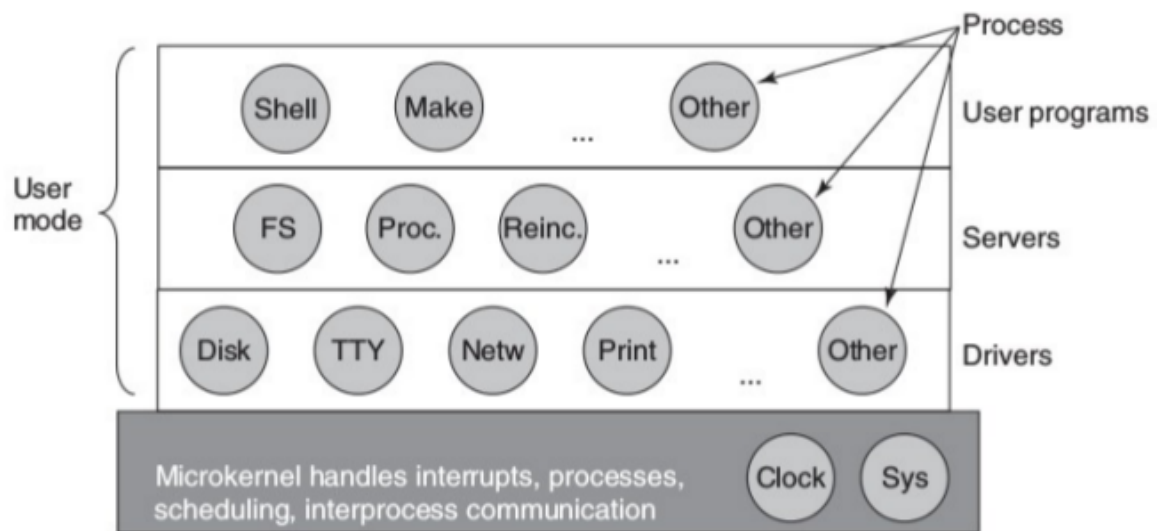 Process
Shell
Make
...
Other
User programs
User
mode
FS
Proc.
Reinc.
...
Other
Servers
Disk
TTY
Netw
Print
...
Other
Drivers
Microkernel handles interrupts, processes,
scheduling, interprocess communication
Clock
Sys